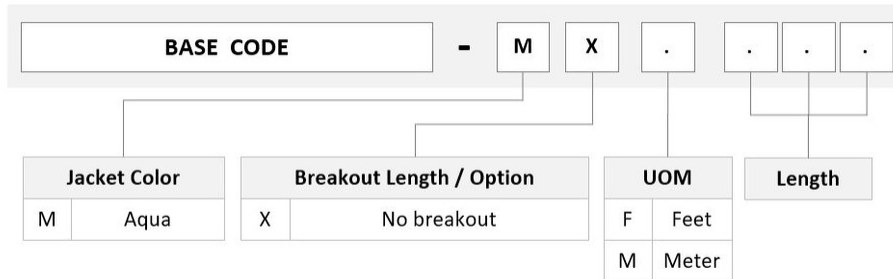 BASE CODE - M X . . . .
Jacket Color Breakout Length / Option UOM Length
M Aqua X No breakout F Feet
M Meter